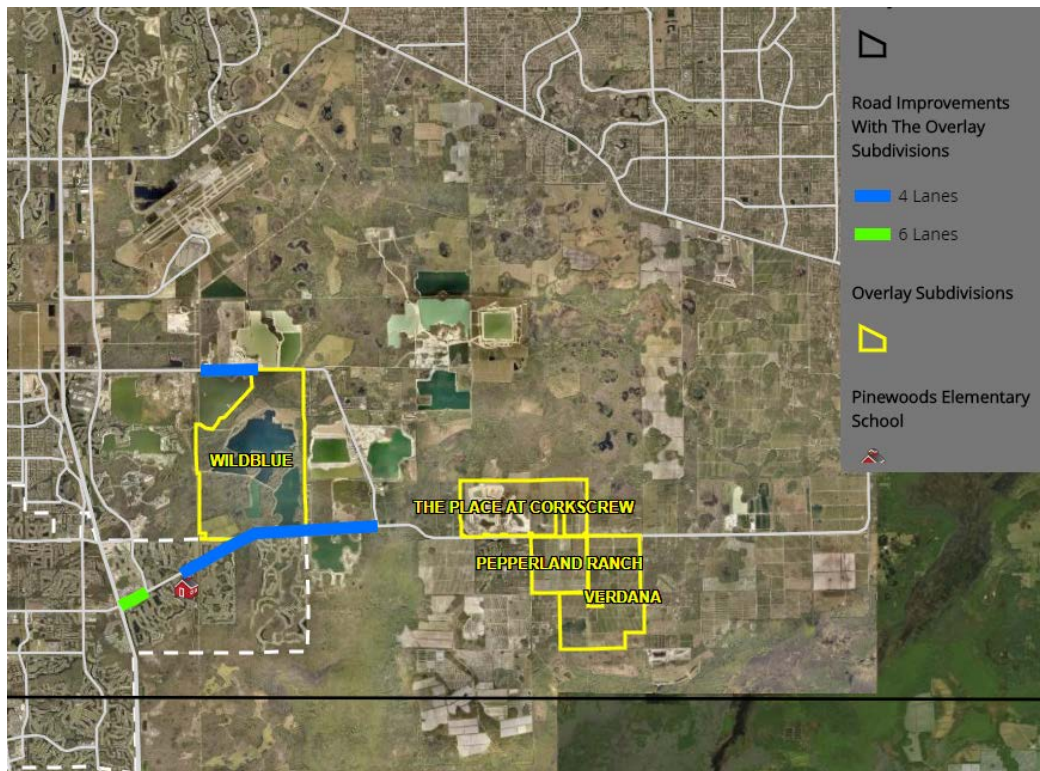 Road Improvements
With The Overlay
Subdivisions
4 Lanes
6 Lanes
Overlay Subdivisions
Pinewoods Elementary
School
WILDBLUE
THE PLACE AT CORKSCREW
PEPPERLAND RANCH
VERDANA